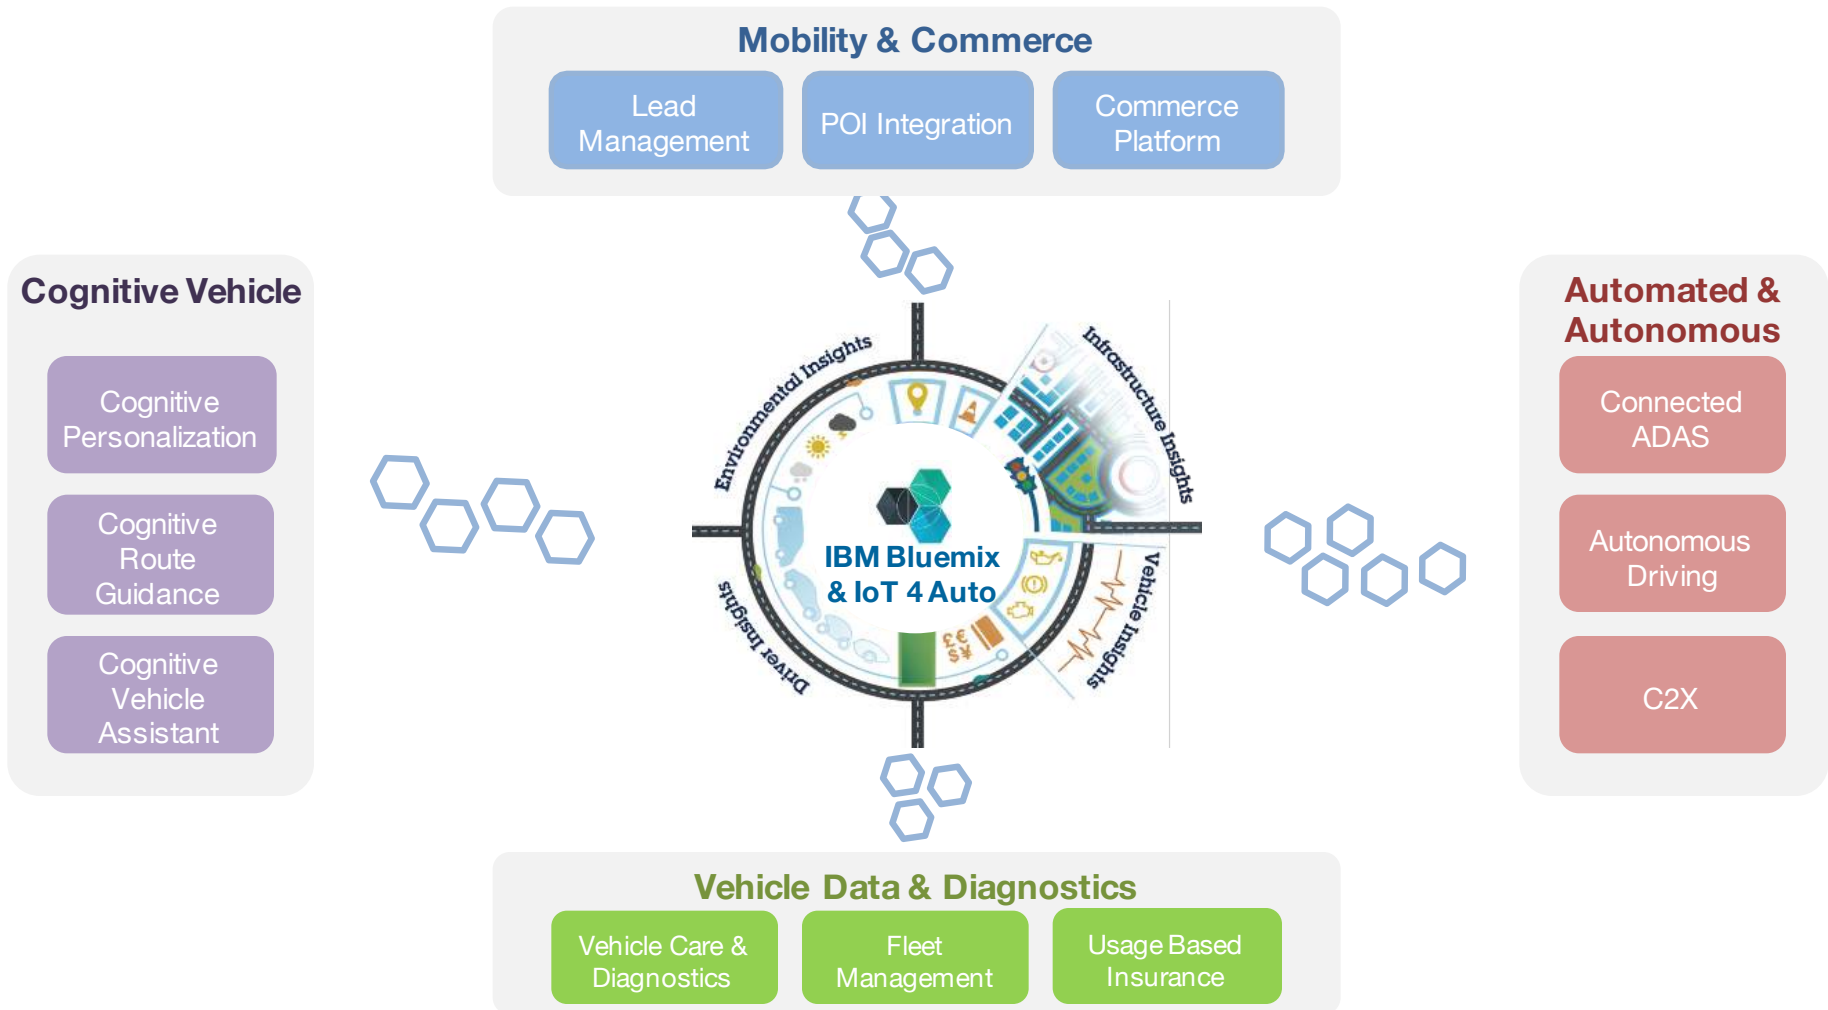 Mobility & Commerce
Lead
Management
POI Integration
Commerce
Platform
Cognitive Vehicle
Cognitive
Personalization
Cognitive
Route
Guidance
Cognitive
Vehicle
Assistant
Environmental Insights
Infrastructure Insights
IBM Bluemix
& IoT 4 Auto
£€
$¥
Driver Insights
Vehicle Insights
Automated &
Autonomous
Connected
ADAS
Autonomous
Driving
C2X
Vehicle Data & Diagnostics
Vehicle Care &
Diagnostics
Fleet
Management
Usage Based
Insurance